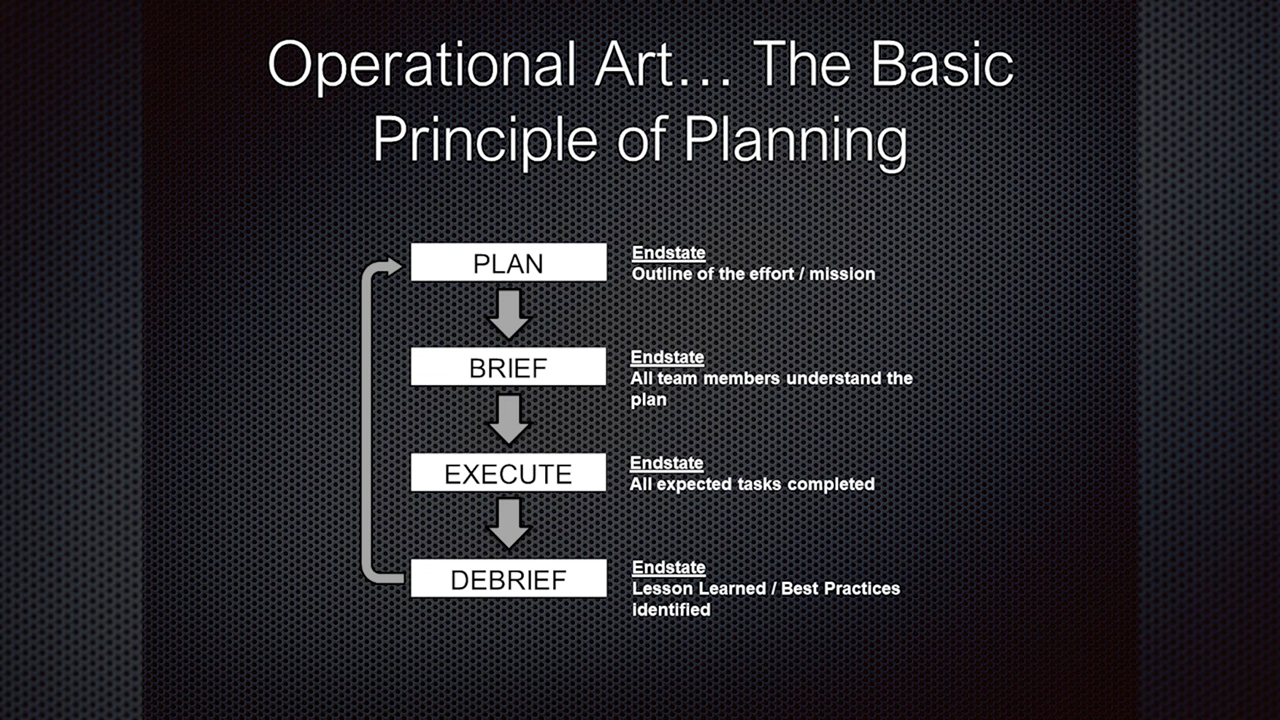 Operational Art… The Basic
Principle of Planning
PLAN
Endstate
Outline of the effort / mission
BRIEF
Endstate
All team members understand the
plan
EXECUTE
Endstate
All expected tasks completed
DEBRIEF
Endstate
Lesson Learned / Best Practices
identified